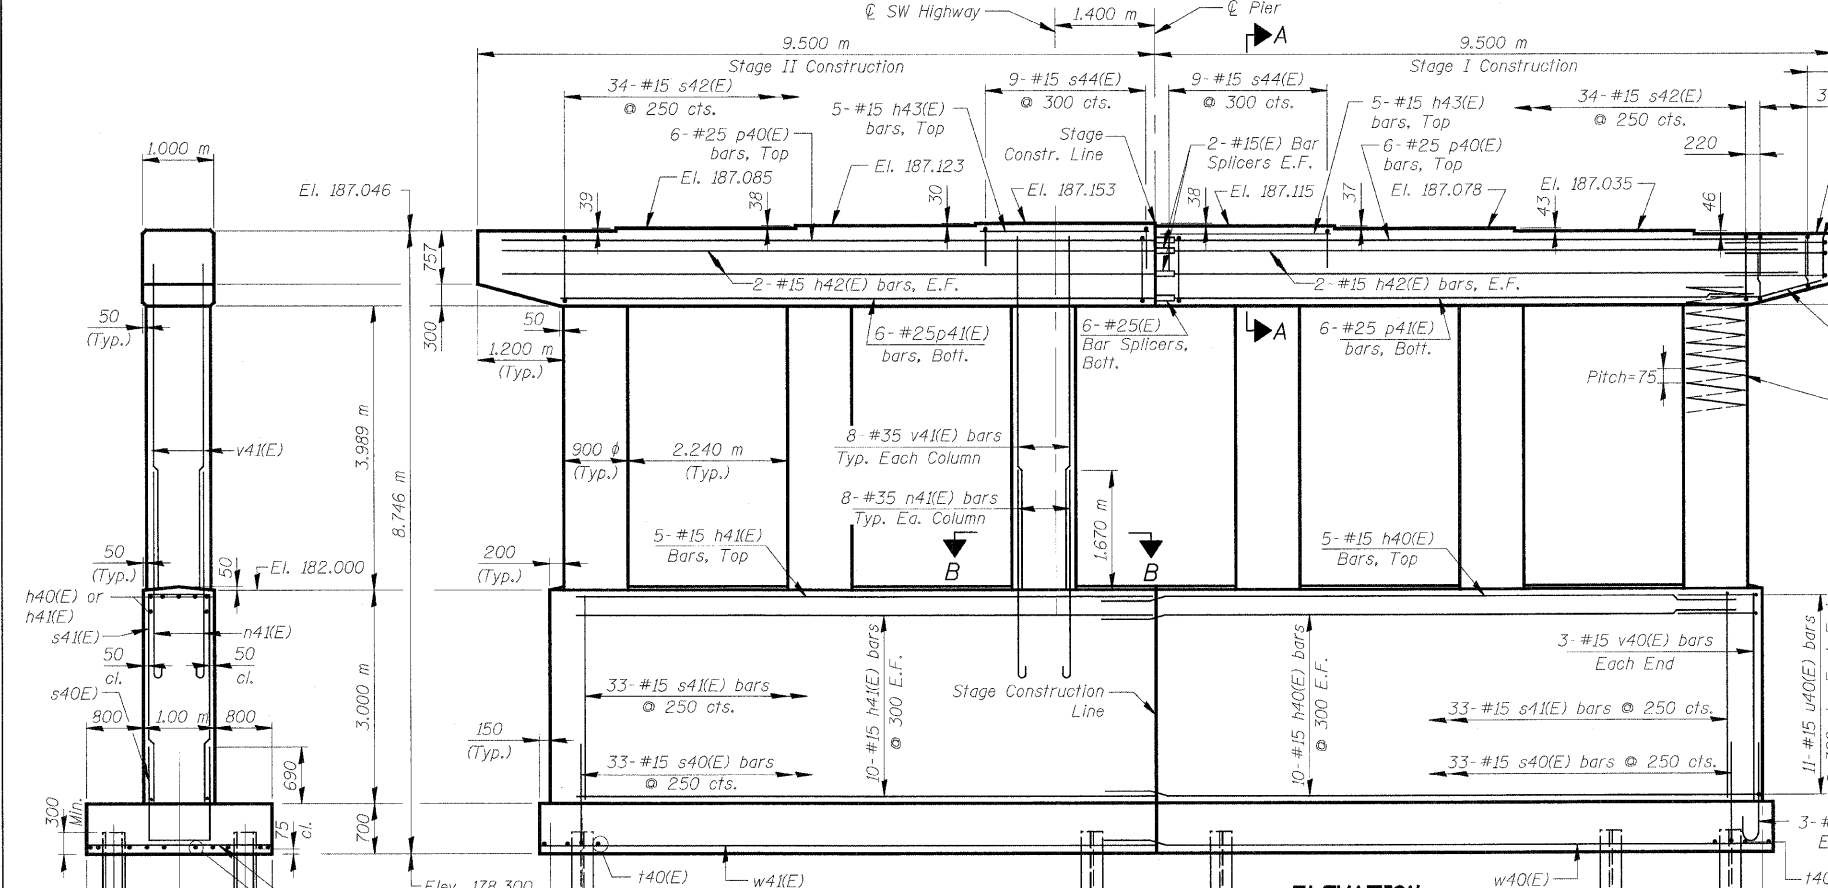 ℄ SW Highway
1.400 m
℄ Pier
A
9.500 m
Stage II Construction
9.500 m
Stage I Construction
34-#15 s42(E)
@ 250 cts.
9-#15 s44(E)
@ 300 cts.
9-#15 s44(E)
@ 300 cts.
34-#15 s42(E)
@ 250 cts.
3
5-#15 h43(E)
bars, Top
5-#15 h43(E)
bars, Top
6-#25 p40(E)
bars, Top
Stage
Constr. Line
2-#15(E) Bar
Splicers E.F.
6-#25 p40(E)
bars, Top
220
1.000 m
El. 187.046
El. 187.085
El. 187.123
El. 187.153
El. 187.115
El. 187.078
El. 187.035
39
38
30
38
37
43
46
757
300
2-#15 h42(E) bars, E.F.
2-#15 h42(E) bars, E.F.
50
(Typ.)
50
1.200 m
(Typ.)
6-#25p41(E)
bars, Bott.
6-#25(E)
Bar Splicers,
Bott.
A
6-#25 p41(E)
bars, Bott.
Pitch=75
3.989 m
8.746 m
v41(E)
900 ϕ
(Typ.)
2.240 m
(Typ.)
8-#35 v41(E) bars
Typ. Each Column
8-#35 n41(E) bars
Typ. Ea. Column
1.670 m
50
(Typ.)
50
El. 182.000
200
(Typ.)
5-#15 h41(E)
Bars, Top
B
B
5-#15 h40(E)
Bars, Top
h40(E) or
h41(E)
s41(E)
n41(E)
50
cl.
50
cl.
s40E)
3.000 m
33-#15 s41(E) bars
@ 250 cts.
10-#15 h41(E) bars
@ 300 E.F.
Stage Construction
Line
10-#15 h40(E) bars
@ 300 E.F.
3-#15 v40(E) bars
Each End
33-#15 s41(E) bars @ 250 cts.
11-#15 u40(E) bars
800
1.00 m
800
150
(Typ.)
690
33-#15 s40(E) bars
@ 250 cts.
33-#15 s40(E) bars @ 250 cts.
300
Min.
75
cl.
700
3-#
E
Elev. 178.300
t40(E)
w41(E)
ELEVATION
w40(E)
t40